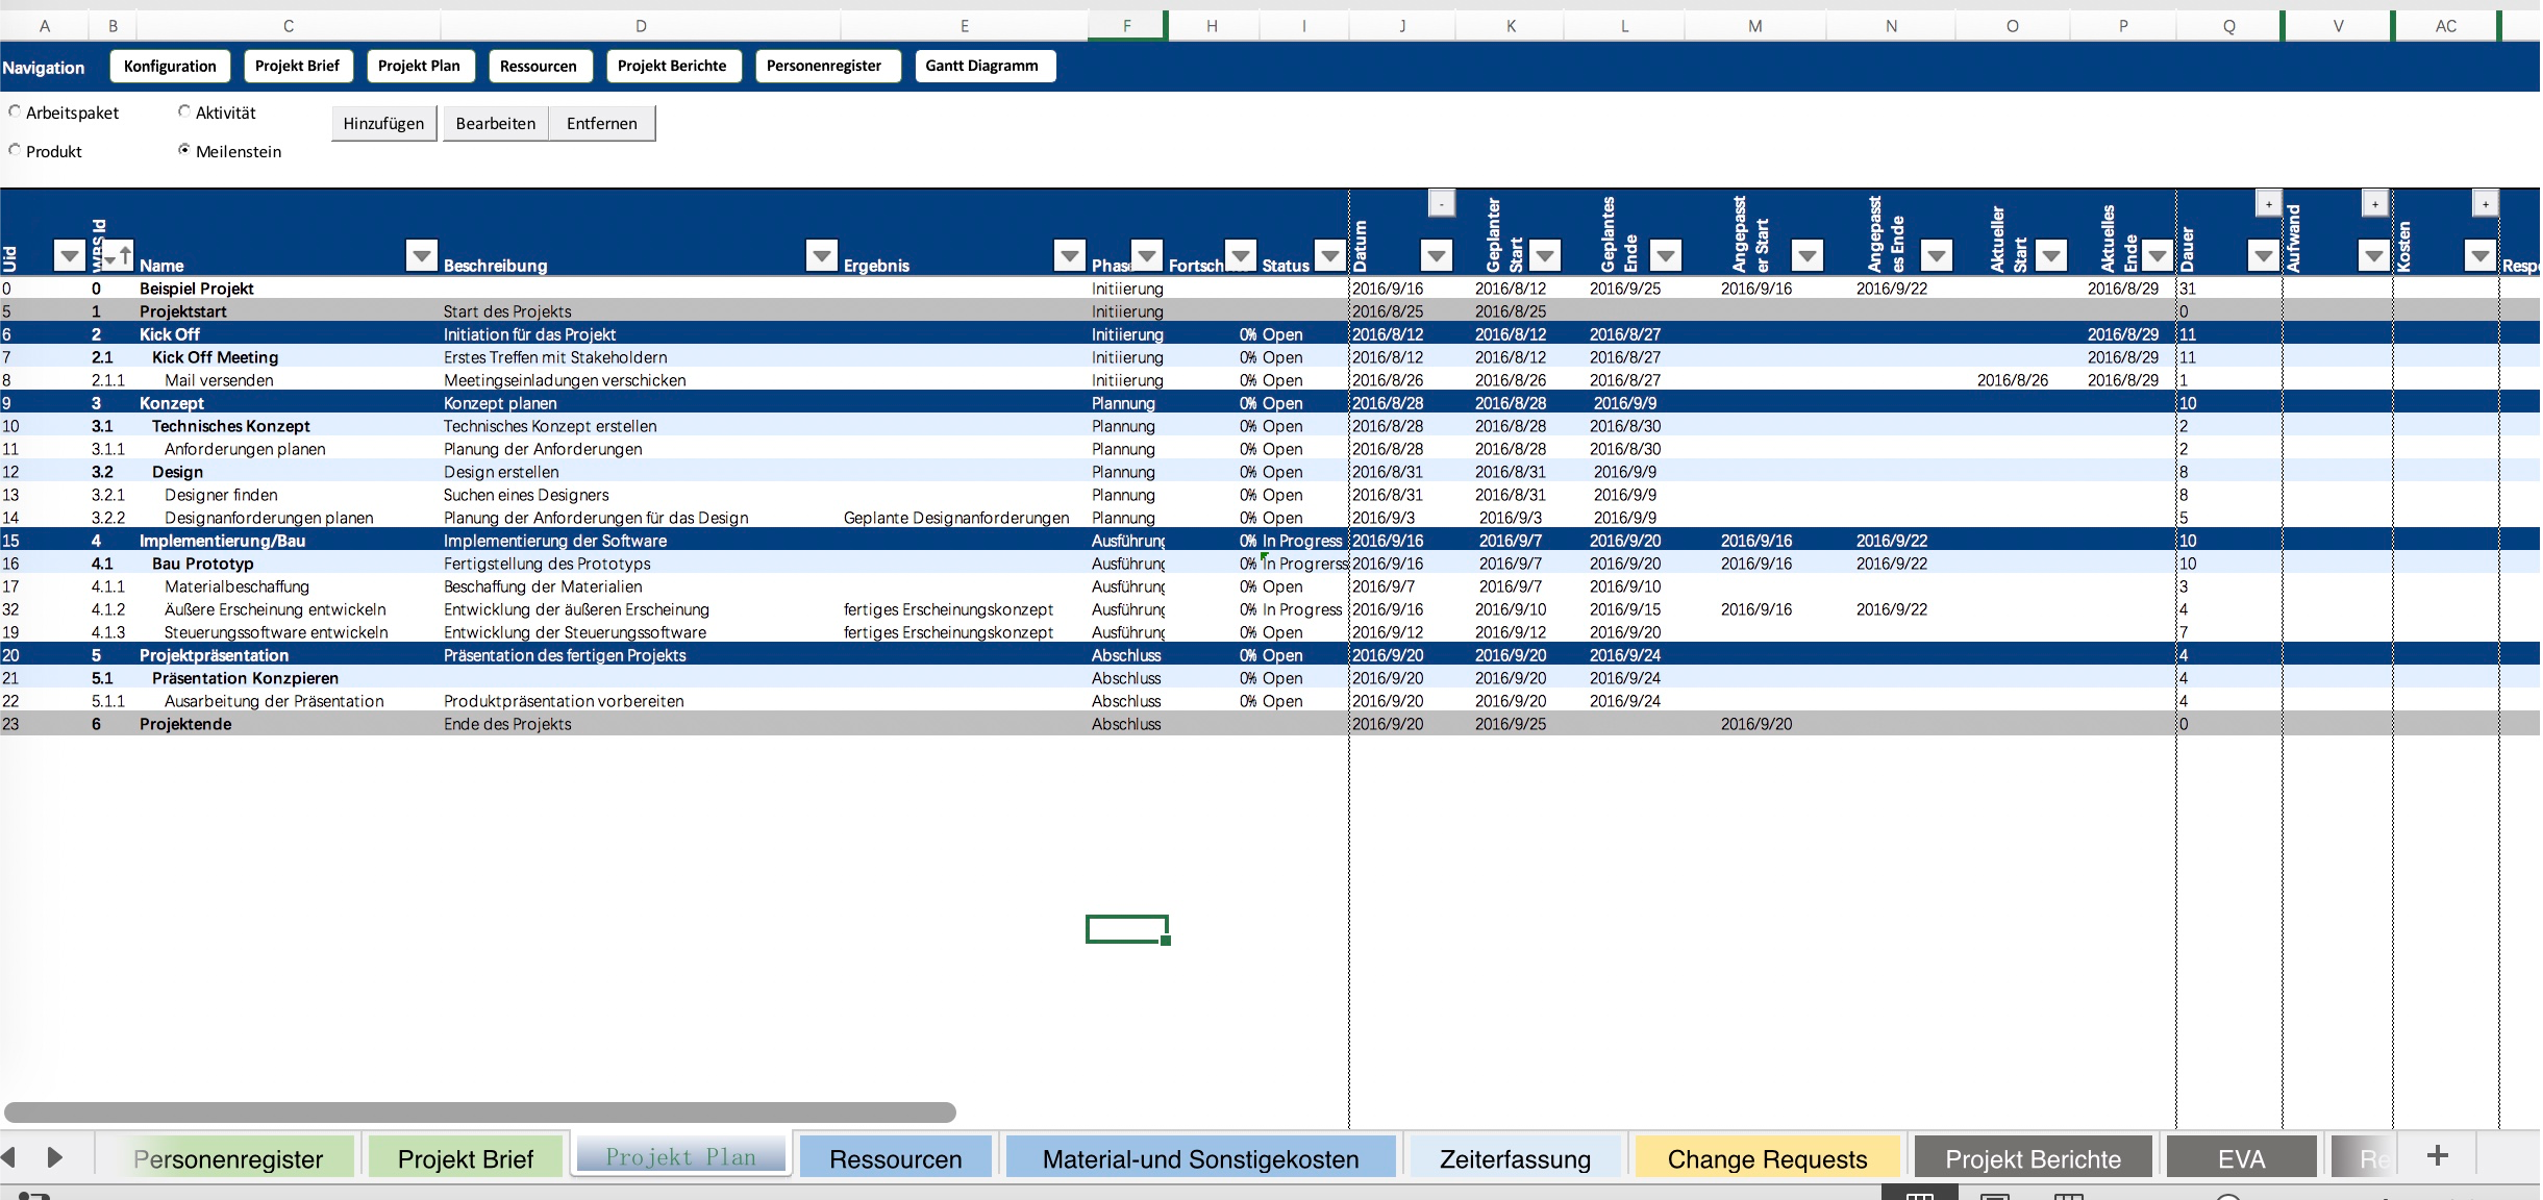 A B C D E F H I J K L M N O P Q V AC
Navigation Konfiguration Projekt Brief Projekt Plan Ressourcen Projekt Berichte Personenregister Gantt Diagramm
Arbeitspaket Aktivität Hinzufügen Bearbeiten Entfernen
Produkt Meilenstein
Uid WBS Id Name Beschreibung Ergebnis Phase Fortsch Status Datum - Geplanter Start Geplantes Ende Angepasst er Start Angepasst es Ende Aktueller Start Aktuelles Ende Dauer + Aufwand + Kosten + Resp
0 0 Beispiel Projekt Initiierung 2016/9/16 2016/8/12 2016/9/25 2016/9/16 2016/9/22 2016/8/29 31
5 1 Projektstart Start des Projekts Initiierung 2016/8/25 2016/8/25 0
6 2 Kick Off Initiation für das Projekt Initiierung 0% Open 2016/8/12 2016/8/12 2016/8/27 2016/8/29 11
7 2.1 Kick Off Meeting Erstes Treffen mit Stakeholdern Initiierung 0% Open 2016/8/12 2016/8/12 2016/8/27 2016/8/29 11
8 2.1.1 Mail versenden Meetingseinladungen verschicken Initiierung 0% Open 2016/8/26 2016/8/26 2016/8/27 2016/8/26 2016/8/29 1
9 3 Konzept Konzept planen Plannung 0% Open 2016/8/28 2016/8/28 2016/9/9 10
10 3.1 Technisches Konzept Technisches Konzept erstellen Plannung 0% Open 2016/8/28 2016/8/28 2016/8/30 2
11 3.1.1 Anforderungen planen Planung der Anforderungen Plannung 0% Open 2016/8/28 2016/8/28 2016/8/30 2
12 3.2 Design Design erstellen Plannung 0% Open 2016/8/31 2016/8/31 2016/9/9 8
13 3.2.1 Designer finden Suchen eines Designers Plannung 0% Open 2016/8/31 2016/8/31 2016/9/9 8
14 3.2.2 Designanforderungen planen Planung der Anforderungen für das Design Geplante Designanforderungen Plannung 0% Open 2016/9/3 2016/9/3 2016/9/9 5
15 4 Implementierung/Bau Implementierung der Software Ausführung 0% In Progress 2016/9/16 2016/9/7 2016/9/20 2016/9/16 2016/9/22 10
16 4.1 Bau Prototyp Fertigstellung des Prototyps Ausführung 0% In Progrerss 2016/9/16 2016/9/7 2016/9/20 2016/9/16 2016/9/22 10
17 4.1.1 Materialbeschaffung Beschaffung der Materialien Ausführung 0% Open 2016/9/7 2016/9/7 2016/9/10 3
32 4.1.2 Äußere Erscheinung entwickeln Entwicklung der äußeren Erscheinung fertiges Erscheinungskonzept Ausführung 0% In Progress 2016/9/16 2016/9/10 2016/9/15 2016/9/16 2016/9/22 4
19 4.1.3 Steuerungssoftware entwickeln Entwicklung der Steuerungssoftware fertiges Erscheinungskonzept Ausführung 0% Open 2016/9/12 2016/9/12 2016/9/20 7
20 5 Projektpräsentation Präsentation des fertigen Projekts Abschluss 0% Open 2016/9/20 2016/9/20 2016/9/24 4
21 5.1 Präsentation Konzpieren Abschluss 0% Open 2016/9/20 2016/9/20 2016/9/24 4
22 5.1.1 Ausarbeitung der Präsentation Produktpräsentation vorbereiten Abschluss 0% Open 2016/9/20 2016/9/20 2016/9/24 4
23 6 Projektende Ende des Projekts Abschluss 2016/9/20 2016/9/25 2016/9/20 0
Personenregister Projekt Brief Projekt Plan Ressourcen Material-und Sonstigekosten Zeiterfassung Change Requests Projekt Berichte EVA Re +